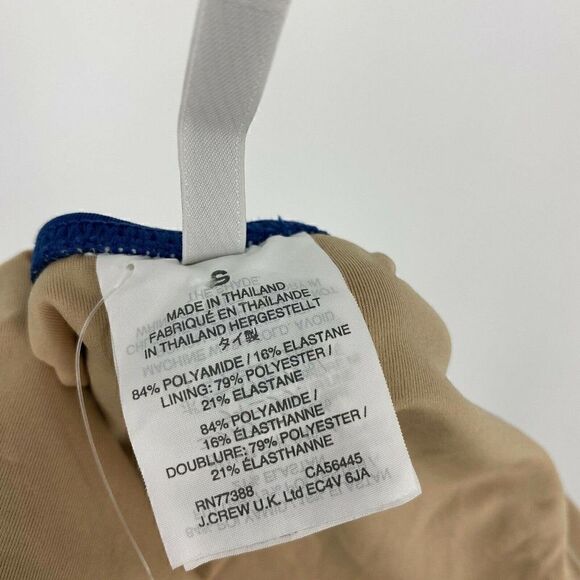 S
MADE IN THAILAND
FABRIQUÉ EN THAÏLANDE
IN THAILAND HERGESTELLT
タイ製
84% POLYAMIDE / 16% ELASTANE
LINING: 79% POLYESTER /
21% ELASTANE
84% POLYAMIDE /
16% ÉLASTHANNE
DOUBLURE: 79% POLYESTER /
21% ÉLASTHANNE
RN77388 CA56445
J.CREW U.K. Ltd EC4V 6JA